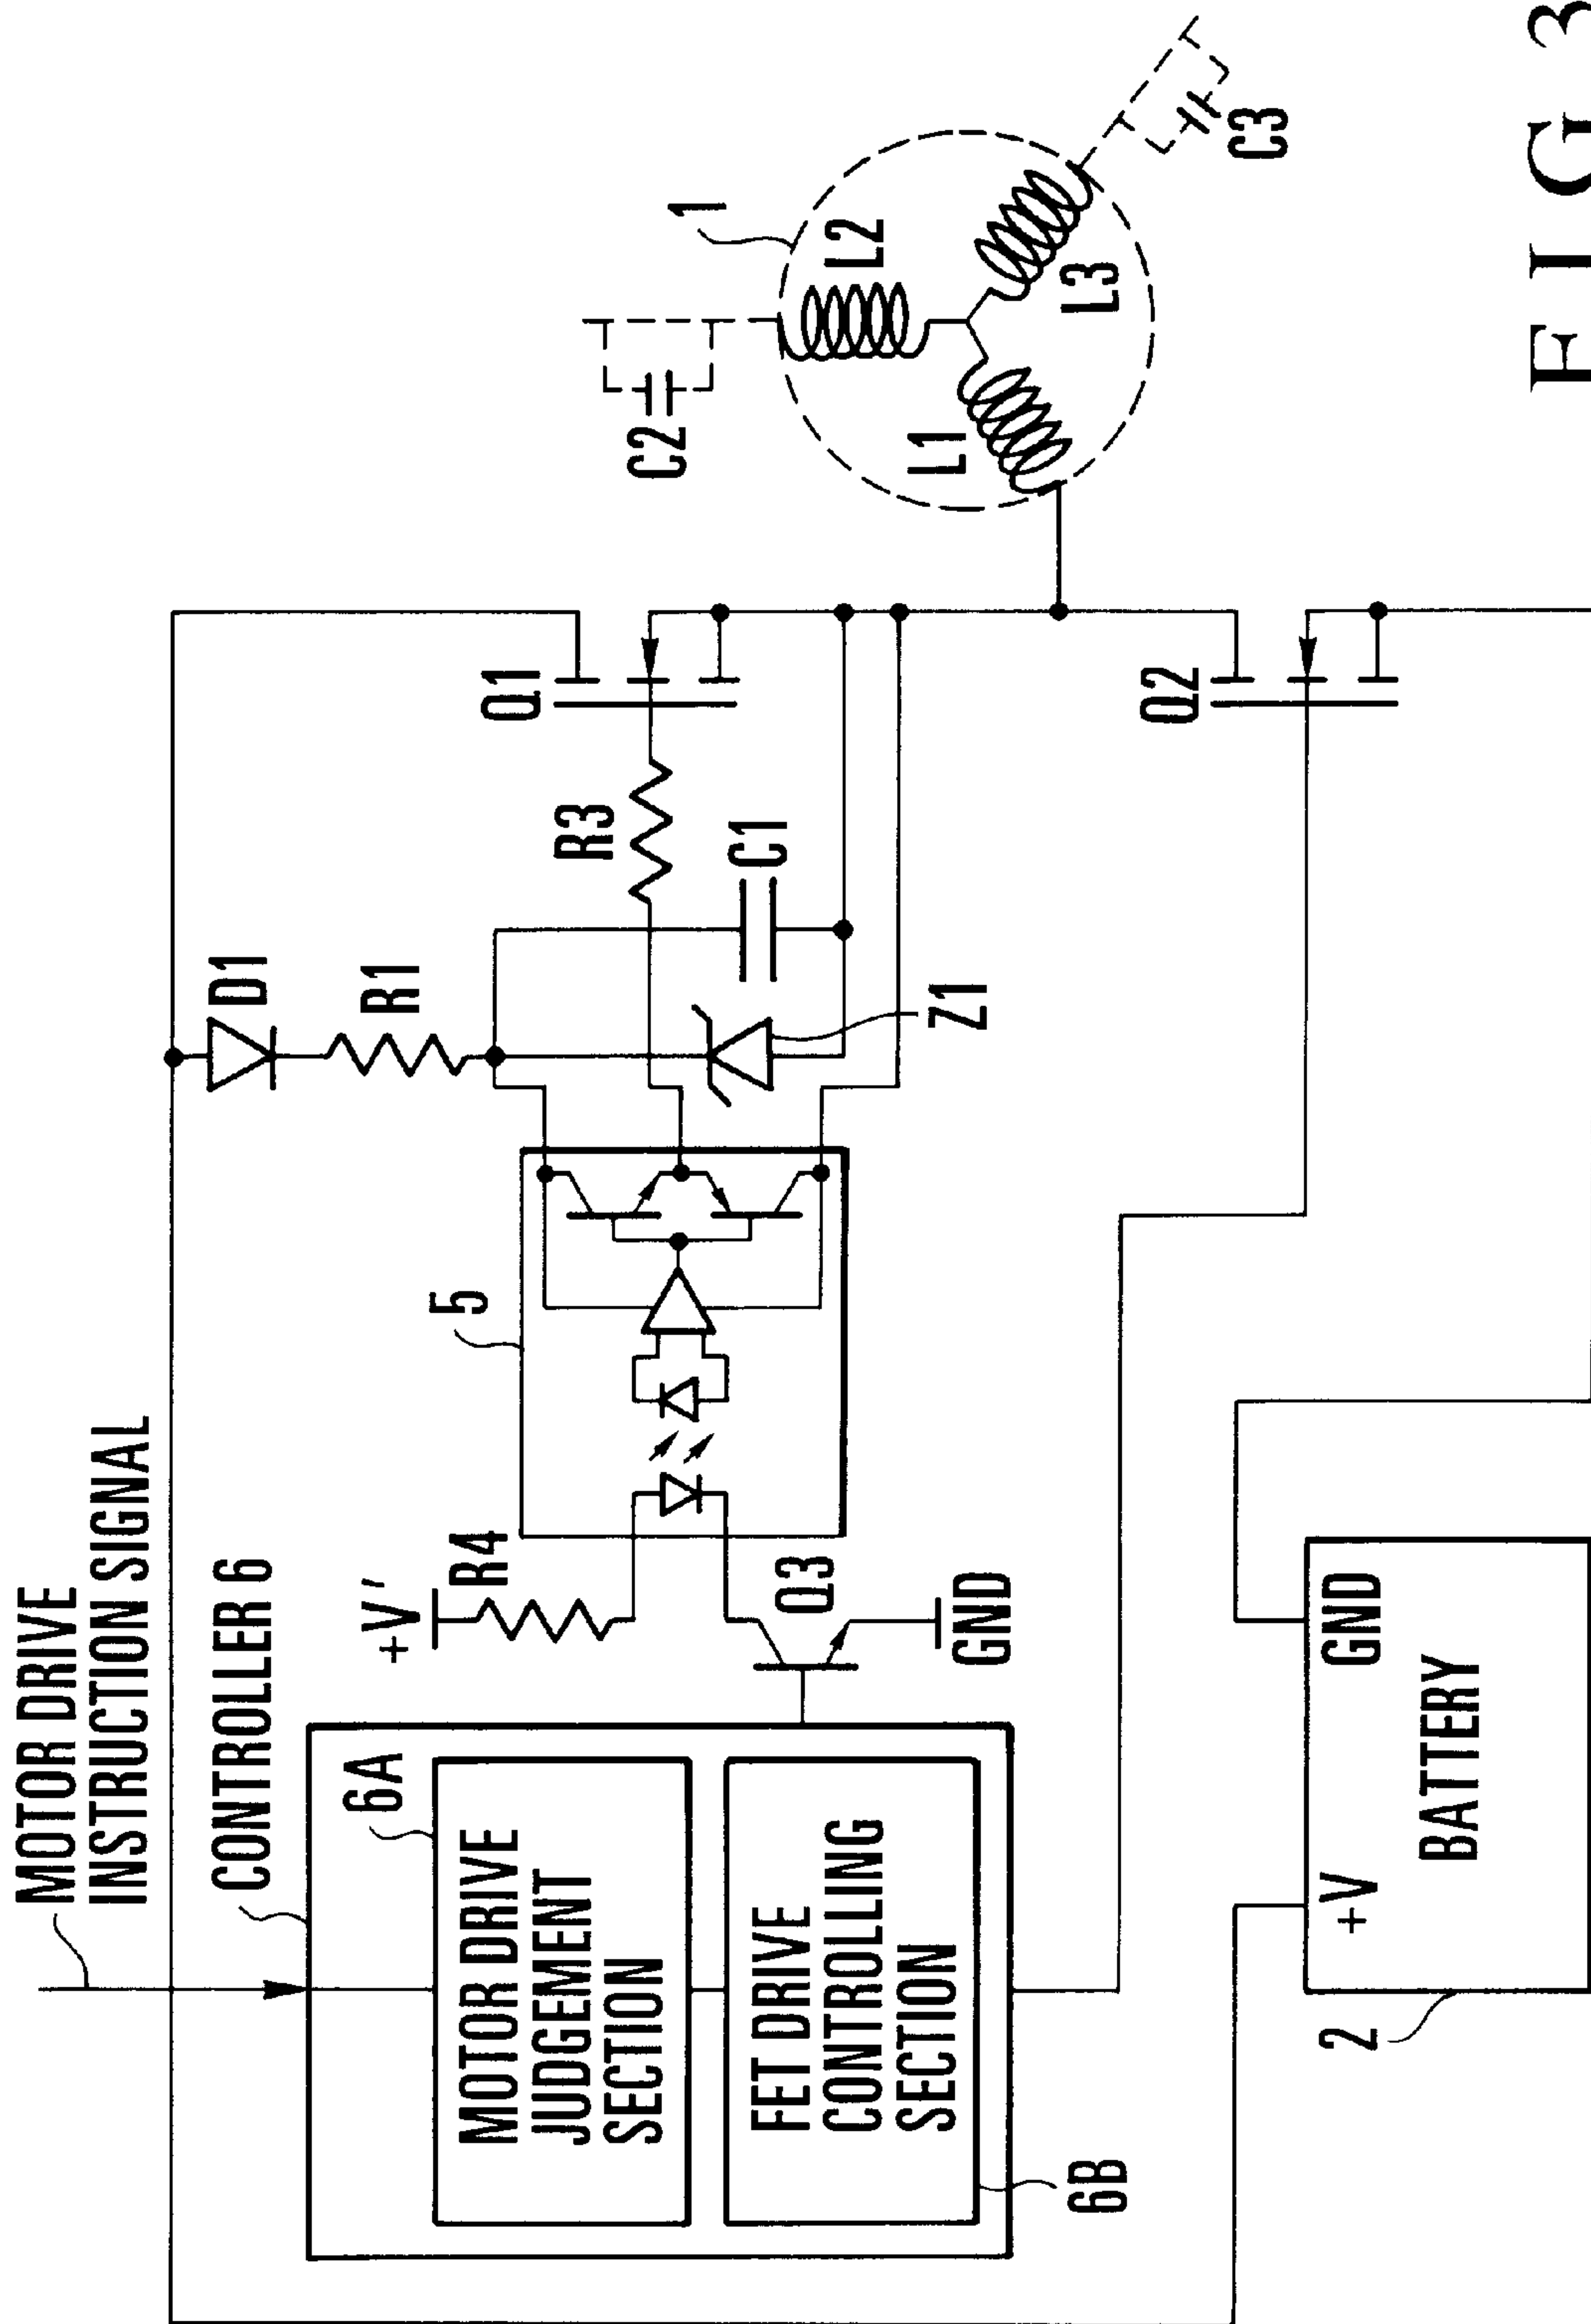 MOTOR DRIVE
INSTRUCTION SIGNAL
CONTROLLER 6
6A
MOTOR DRIVE
JUDGEMENT
SECTION
FET DRIVE
CONTROLLING
SECTION
6B
+V'
R4
Q3
GND
5
D1
R1
Z1
C1
R3
Q1
Q2
1
L1
L2
L3
C2
C3
2
+V
GND
BATTERY
FIG 3